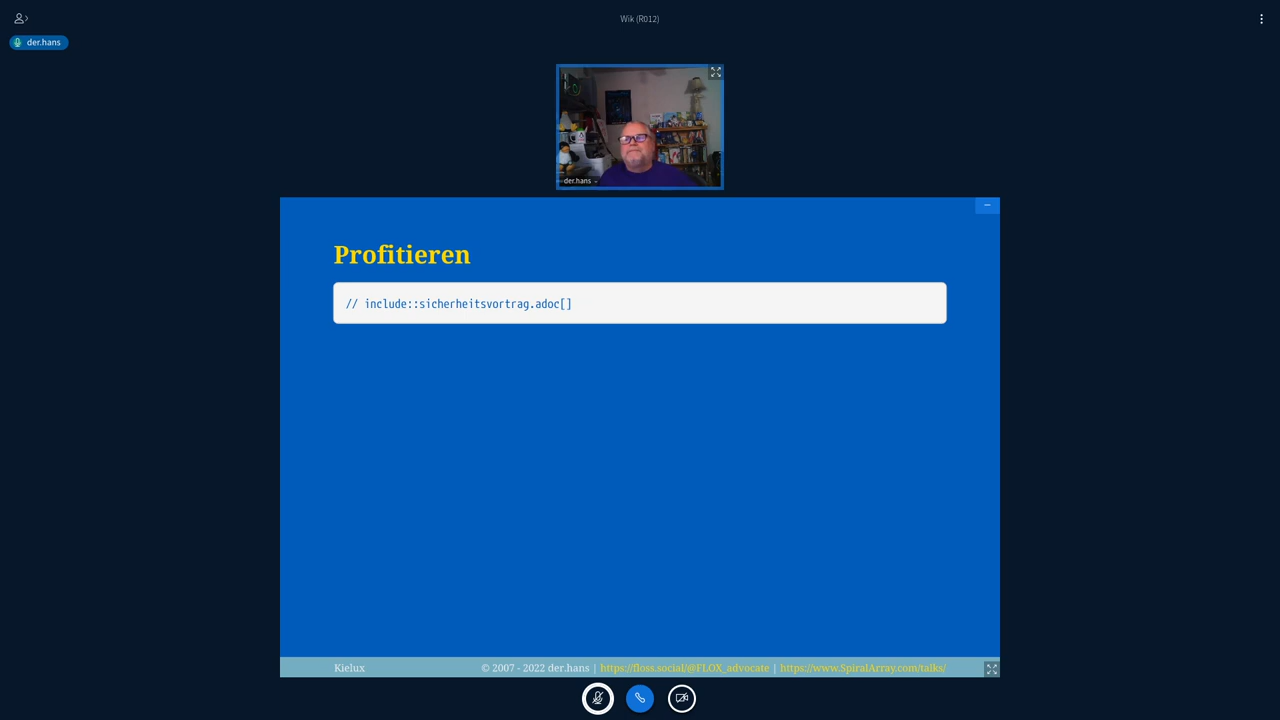 Wik (R012)
der.hans
der.hans
Profitieren
// include::sicherheitsvortrag.adoc[]
Kielux
© 2007 - 2022 der.hans | https://floss.social/@FLOX_advocate | https://www.SpiralArray.com/talks/